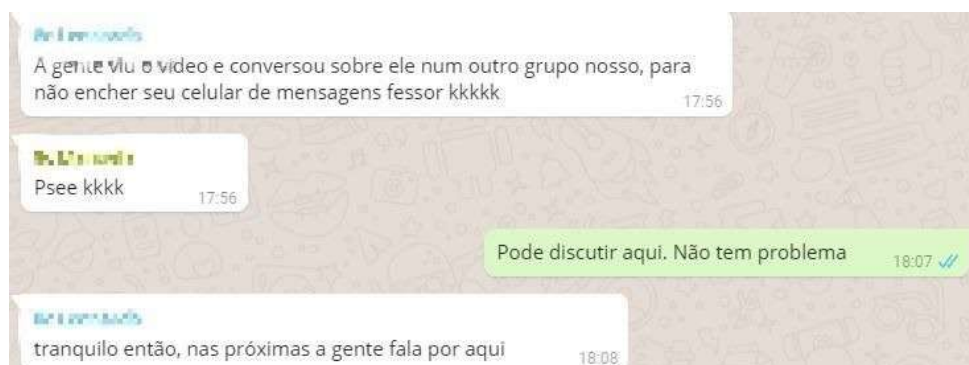 A gente viu o vídeo e conversou sobre ele num outro grupo nosso, para
não encher seu celular de mensagens fessor kkkkk
17:56
Psee kkkk
17:56
Pode discutir aqui. Não tem problema
18:07
tranquilo então, nas próximas a gente fala por aqui
18:08